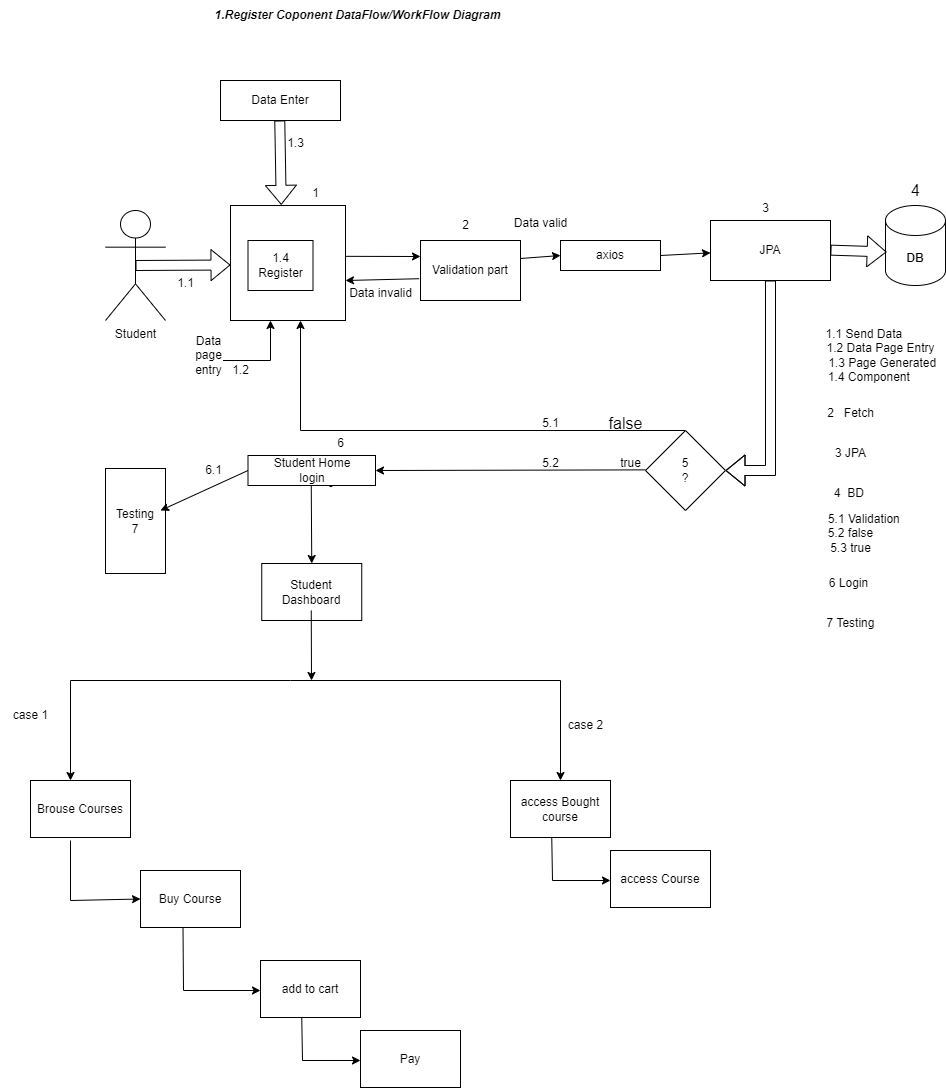 1.Register Coponent DataFlow/WorkFlow Diagram
Data Enter
1.3
1
4
3
2
Data valid
1.4
Register
Validation part
axios
JPA
DB
1.1
Data invalid
Student
Data
page
entry
1.2
1.1 Send Data
1.2 Data Page Entry
1.3 Page Generated
1.4 Component
2 Fetch
3 JPA
4 BD
5.1 Validation
5.2 false
5.3 true
6 Login
7 Testing
5.1
false
6
5.2
true
5
?
Student Home
login
6.1
Testing
7
Student
Dashboard
case 1
case 2
Brouse Courses
access Bought
course
access Course
Buy Course
add to cart
Pay